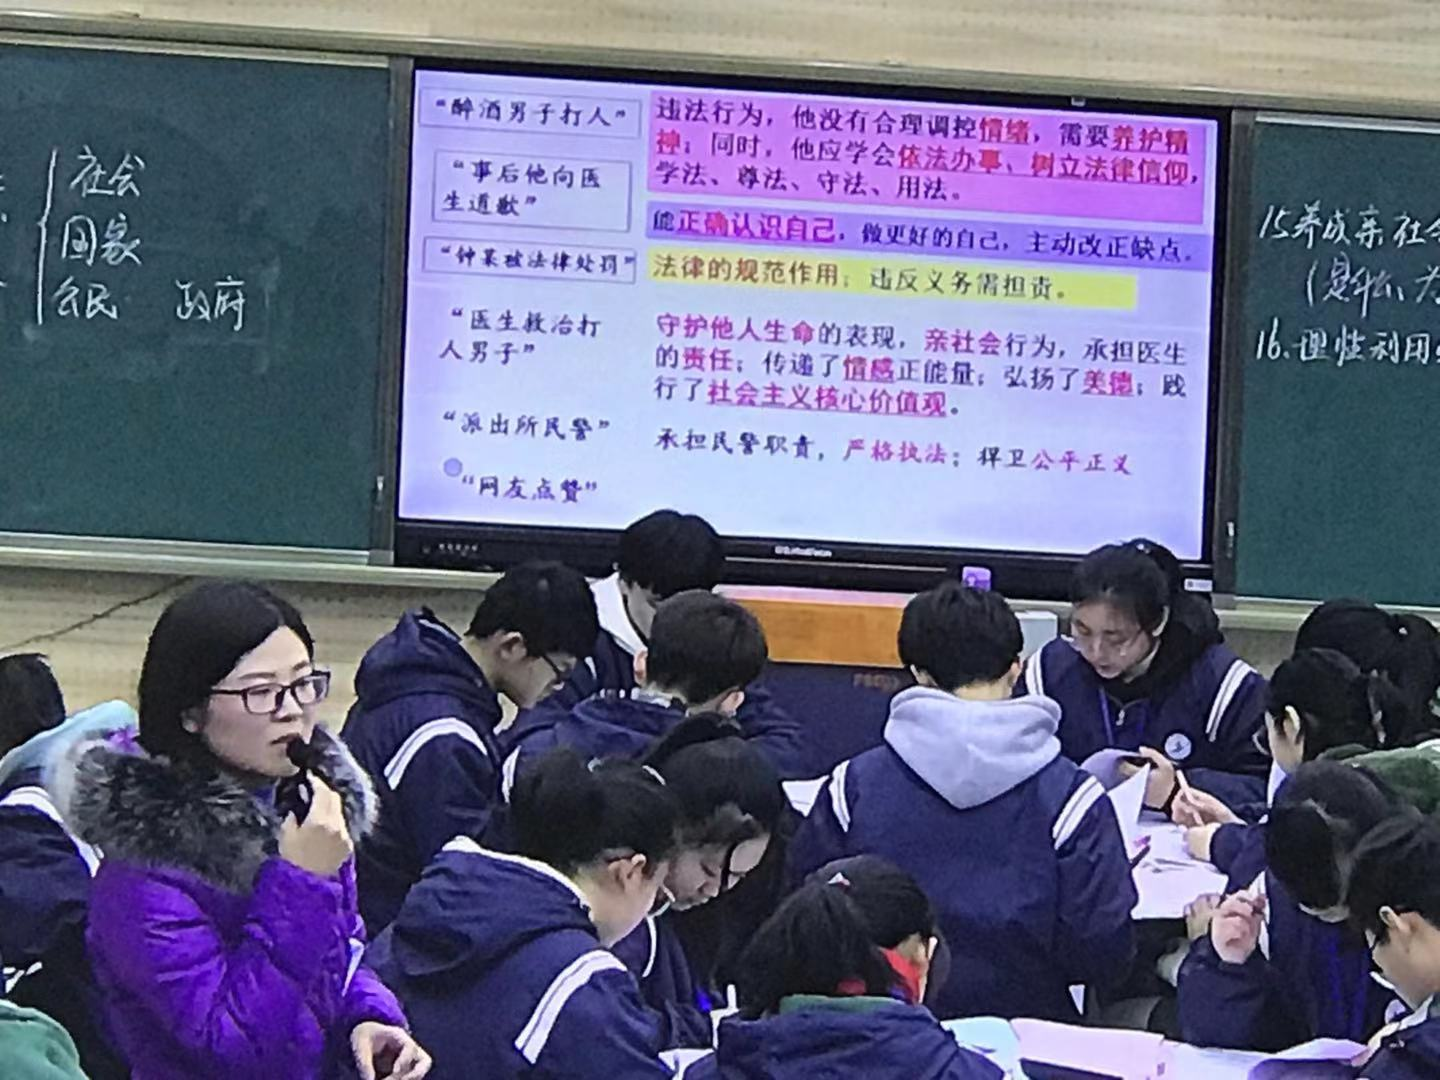 社会
国家
公民 政府
“醉酒男子打人”
违法行为，他没有合理调控情绪，需要养护精
神；同时，他应学会依法办事、树立法律信仰，
学法、尊法、守法、用法。
“事后他向医
生道歉”
能正确认识自己，做更好的自己，主动改正缺点。
“钟某被法律处罚”
法律的规范作用；违反义务需担责。
“医生救治打
人男子”
守护他人生命的表现，亲社会行为，承担医生
的责任；传递了情感正能量；弘扬了美德；践
行了社会主义核心价值观。
“派出所民警”
承担民警职责，严格执法；捍卫公平正义
“网友点赞”
15养成亲社会
(是什么、为
16.理性利用